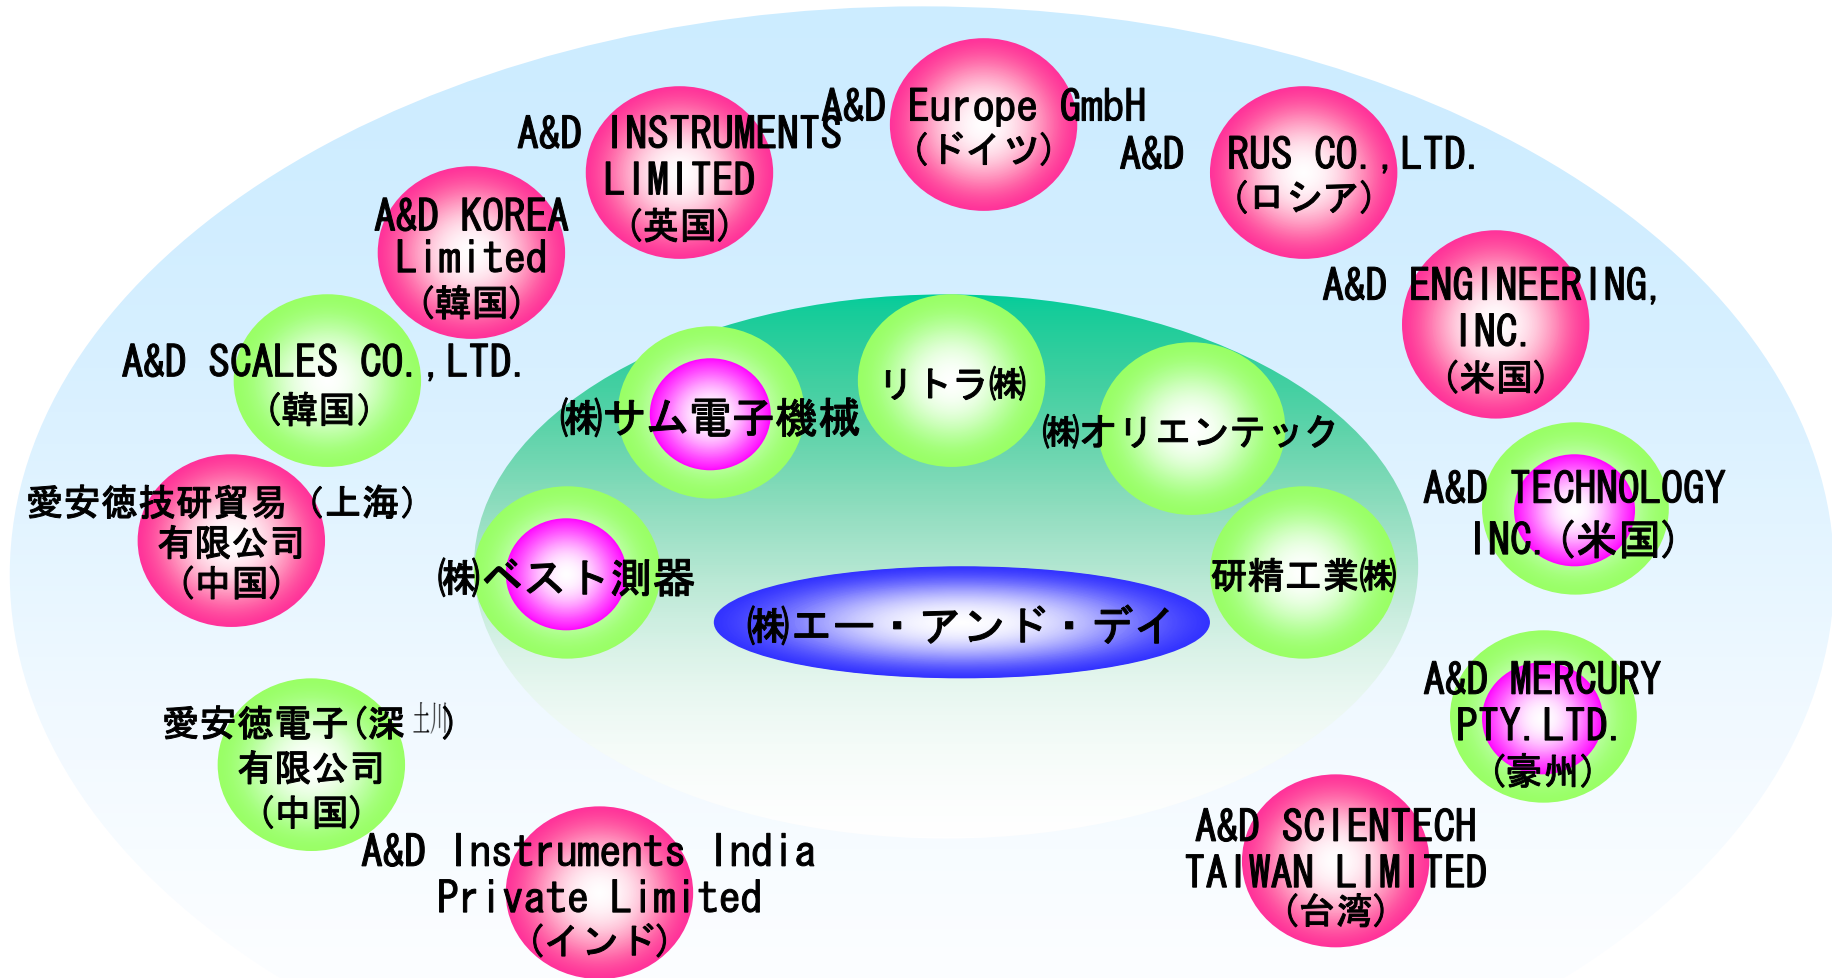 A&D Europe GmbH
(ドイツ)
A&D INSTRUMENTS
LIMITED
(英国)
A&D RUS CO.,LTD.
(ロシア)
A&D KOREA
Limited
(韓国)
A&D ENGINEERING,
INC.
(米国)
A&D SCALES CO.,LTD.
(韓国)
㈱サム電子機械
リトラ㈱
㈱オリエンテック
愛安徳技研貿易（上海）
有限公司
(中国)
A&D TECHNOLOGY
INC.(米国)
㈱ベスト測器
研精工業㈱
㈱エー・アンド・デイ
愛安徳電子(深土川)
有限公司
(中国)
A&D MERCURY
PTY.LTD.
(豪州)
A&D Instruments India
Private Limited
(インド)
A&D SCIENTECH
TAIWAN LIMITED
(台湾)